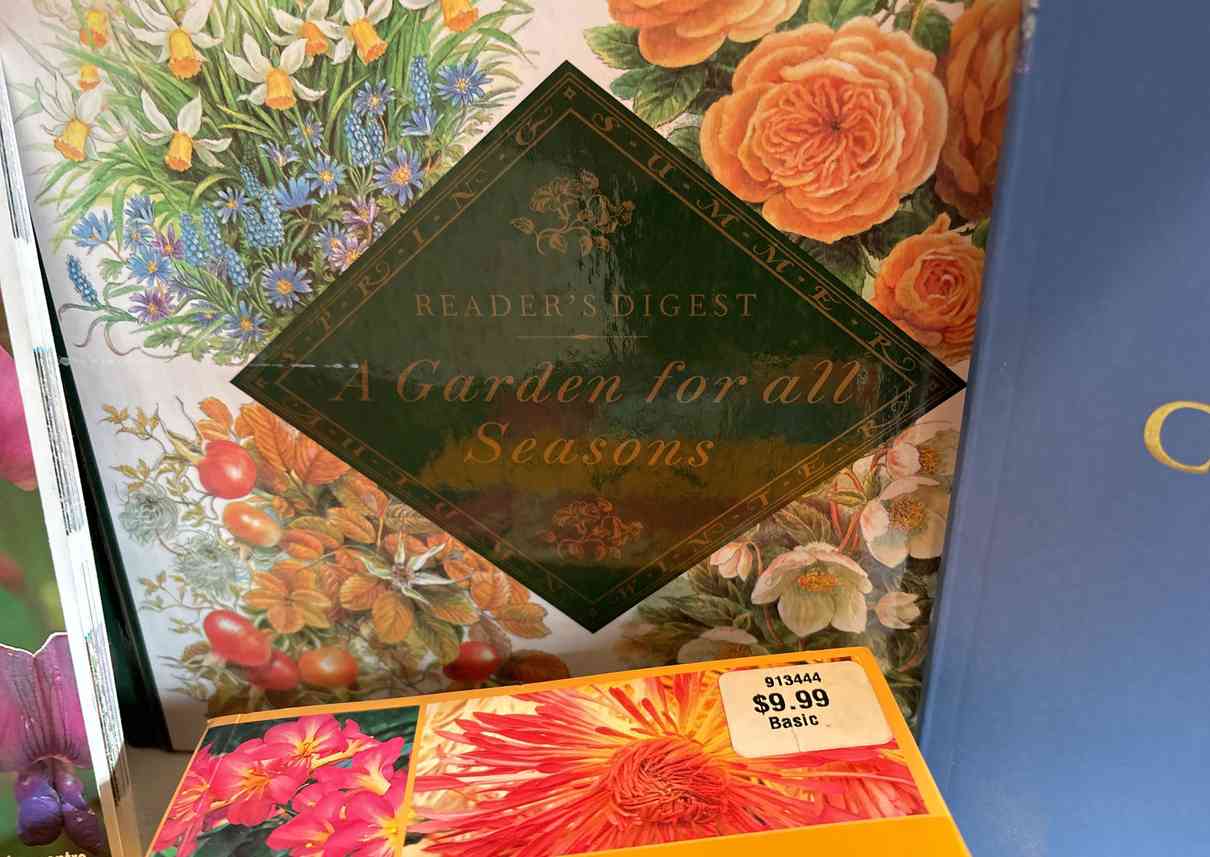 SPRING
SUMMER
READER'S DIGEST
A Garden for all
Seasons
AUTUMN
WINTER
913444
$9.99
Basic